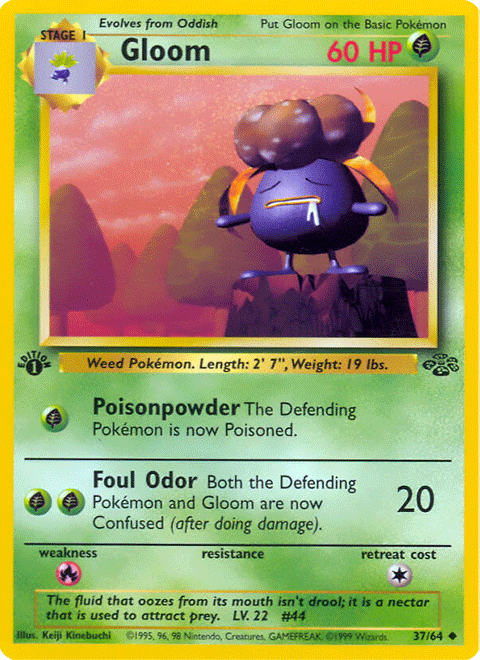 Evolves from Oddish Put Gloom on the Basic Pokémon
STAGE 1
Gloom 60 HP
EDITION
1
Weed Pokémon. Length: 2' 7", Weight: 19 lbs.
Poisonpowder The Defending
Pokémon is now Poisoned.
Foul Odor Both the Defending
Pokémon and Gloom are now
Confused (after doing damage).
20
weakness resistance retreat cost
The fluid that oozes from its mouth isn't drool; it is a nectar
that is used to attract prey. LV. 22 #44
Illus. Keiji Kinebuchi ©1995, 96, 98 Nintendo, Creatures, GAMEFREAK. ©1999 Wizards. 37/64